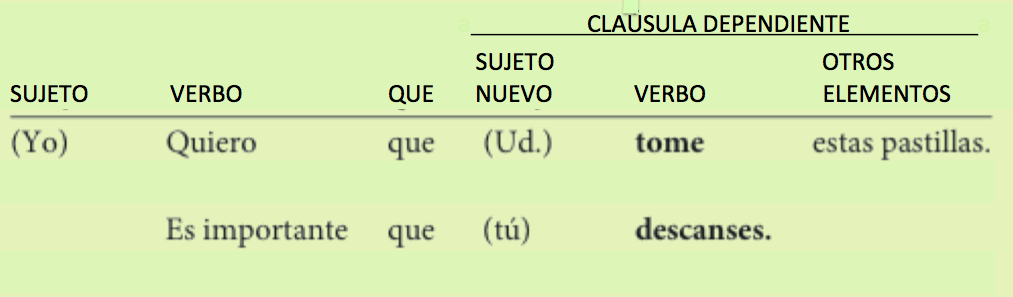 CLAÚSULA DEPENDIENTE
SUJETO OTROS
SUJETO VERBO QUE NUEVO VERBO ELEMENTOS
(Yo) Quiero que (Ud.) tome estas pastillas.
Es importante que (tú) descanses.